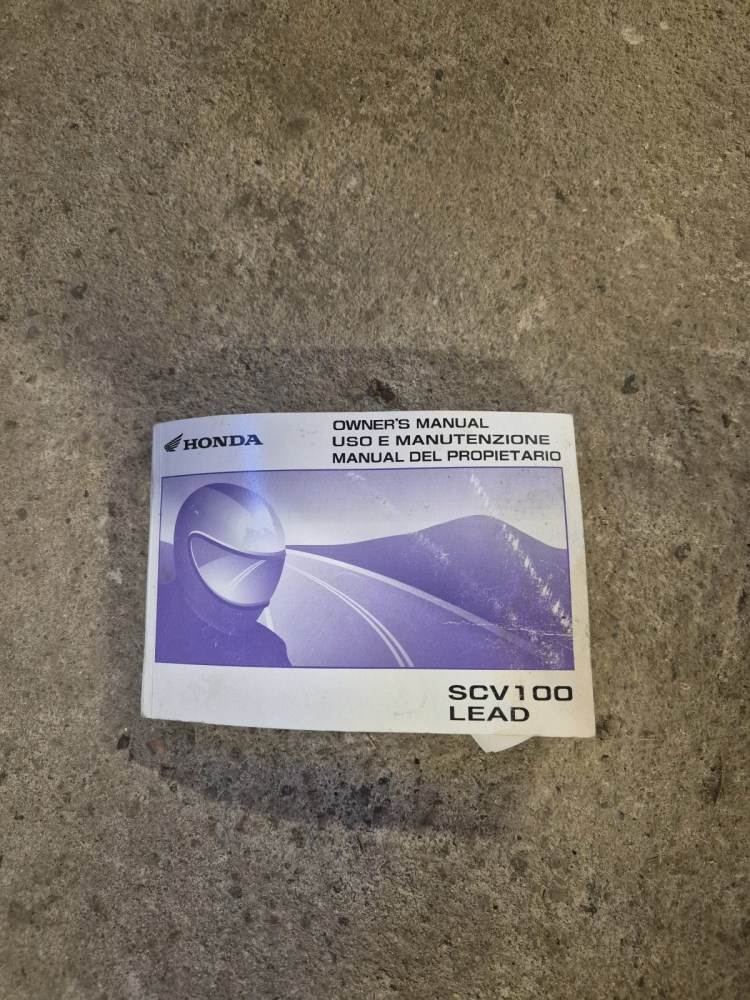 HONDA
OWNER'S MANUAL
USO E MANUTENZIONE
MANUAL DEL PROPIETARIO
SCV100
LEAD